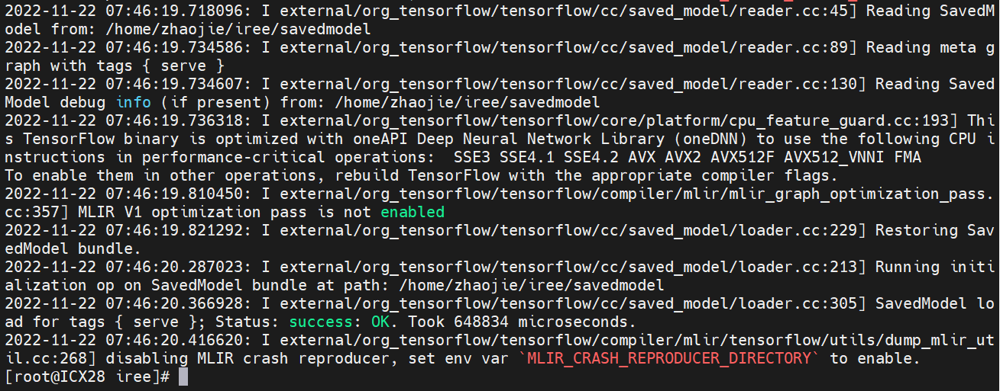 2022-11-22 07:46:19.718096: I external/org_tensorflow/tensorflow/cc/saved_model/reader.cc:45] Reading SavedM
odel from: /home/zhaojie/iree/savedmodel
2022-11-22 07:46:19.734586: I external/org_tensorflow/tensorflow/cc/saved_model/reader.cc:89] Reading meta g
raph with tags { serve }
2022-11-22 07:46:19.734607: I external/org_tensorflow/tensorflow/cc/saved_model/reader.cc:130] Reading Saved
Model debug info (if present) from: /home/zhaojie/iree/savedmodel
2022-11-22 07:46:19.736318: I external/org_tensorflow/tensorflow/core/platform/cpu_feature_guard.cc:193] Thi
s TensorFlow binary is optimized with oneAPI Deep Neural Network Library (oneDNN) to use the following CPU i
nstructions in performance-critical operations:  SSE3 SSE4.1 SSE4.2 AVX AVX2 AVX512F AVX512_VNNI FMA
To enable them in other operations, rebuild TensorFlow with the appropriate compiler flags.
2022-11-22 07:46:19.810450: I external/org_tensorflow/tensorflow/compiler/mlir/mlir_graph_optimization_pass.
cc:357] MLIR V1 optimization pass is not enabled
2022-11-22 07:46:19.821292: I external/org_tensorflow/tensorflow/cc/saved_model/loader.cc:229] Restoring Sav
edModel bundle.
2022-11-22 07:46:20.287023: I external/org_tensorflow/tensorflow/cc/saved_model/loader.cc:213] Running initi
alization op on SavedModel bundle at path: /home/zhaojie/iree/savedmodel
2022-11-22 07:46:20.366928: I external/org_tensorflow/tensorflow/cc/saved_model/loader.cc:305] SavedModel lo
ad for tags { serve }; Status: success: OK. Took 648834 microseconds.
2022-11-22 07:46:20.416620: I external/org_tensorflow/tensorflow/compiler/mlir/tensorflow/utils/dump_mlir_ut
il.cc:268] disabling MLIR crash reproducer, set env var `MLIR_CRASH_REPRODUCER_DIRECTORY` to enable.
[root@ICX28 iree]#